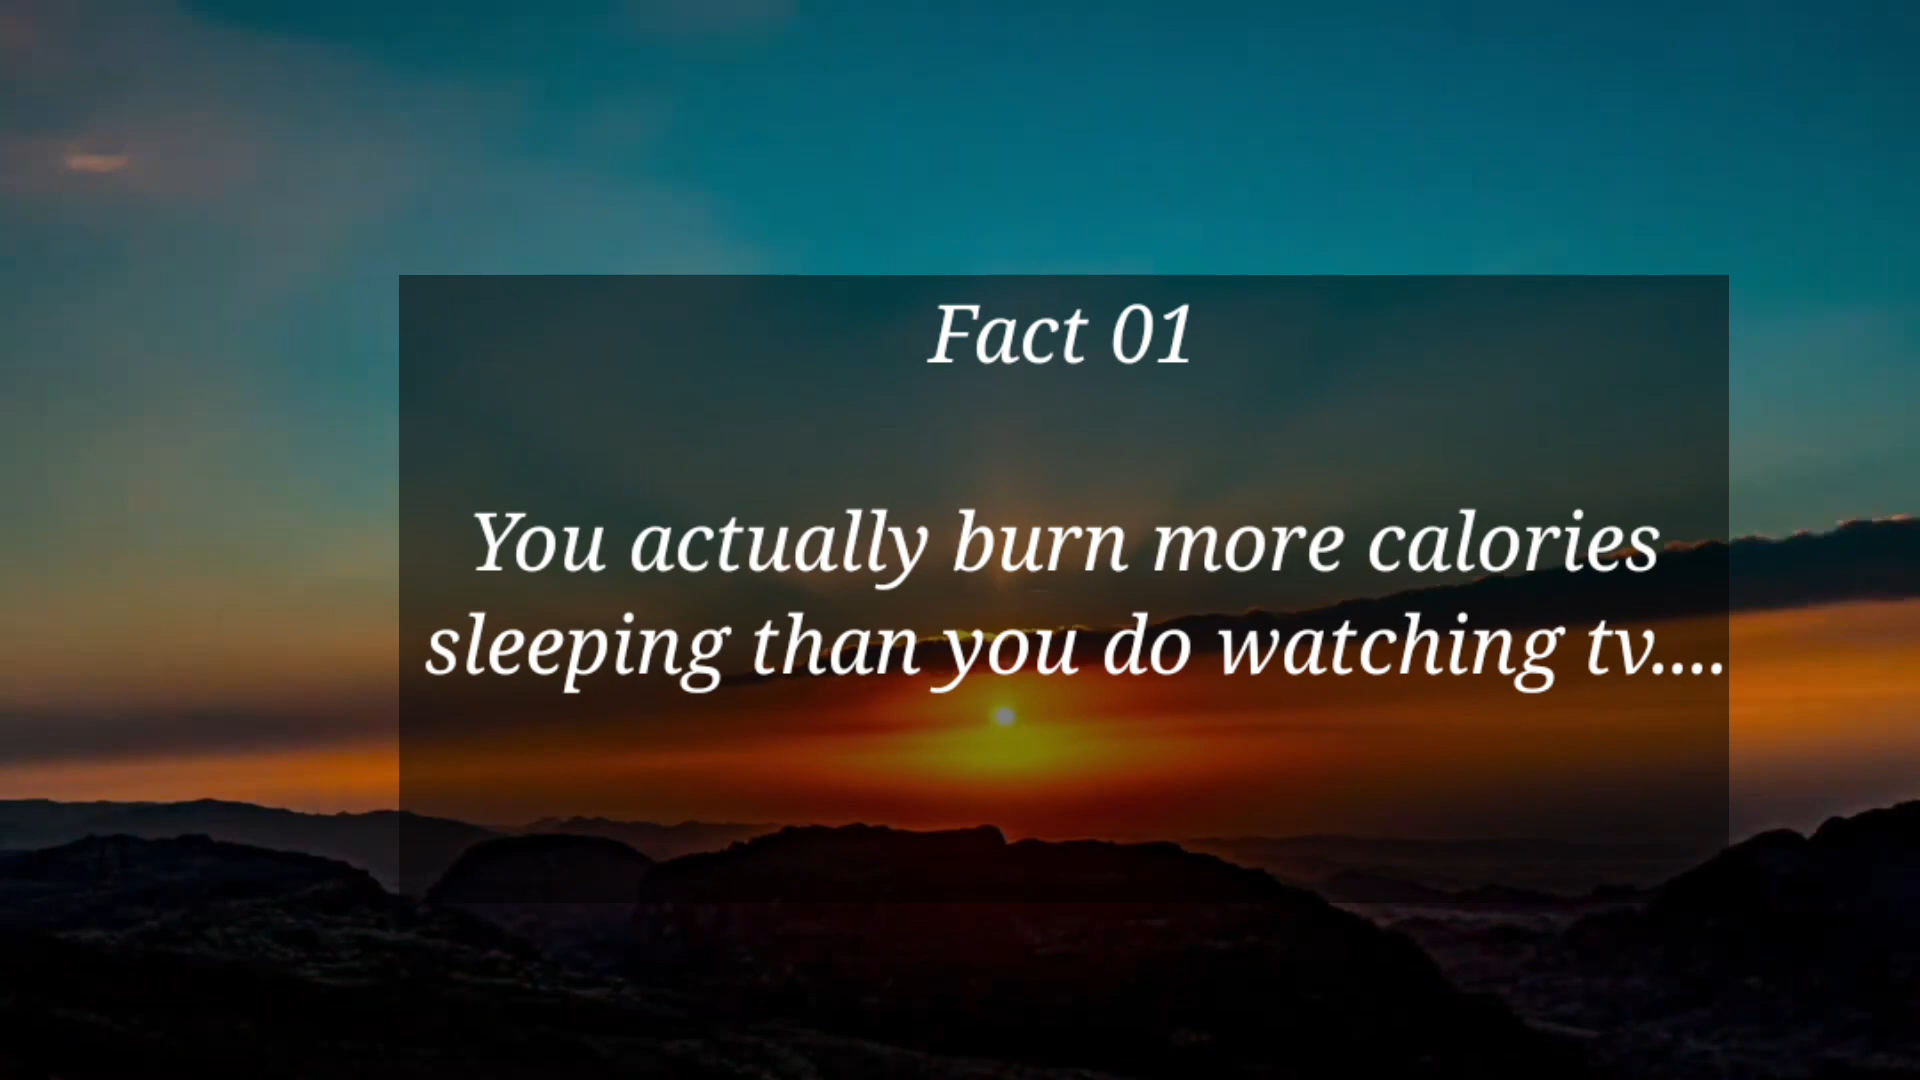 Fact 01
You actually burn more calories
sleeping than you do watching tv....